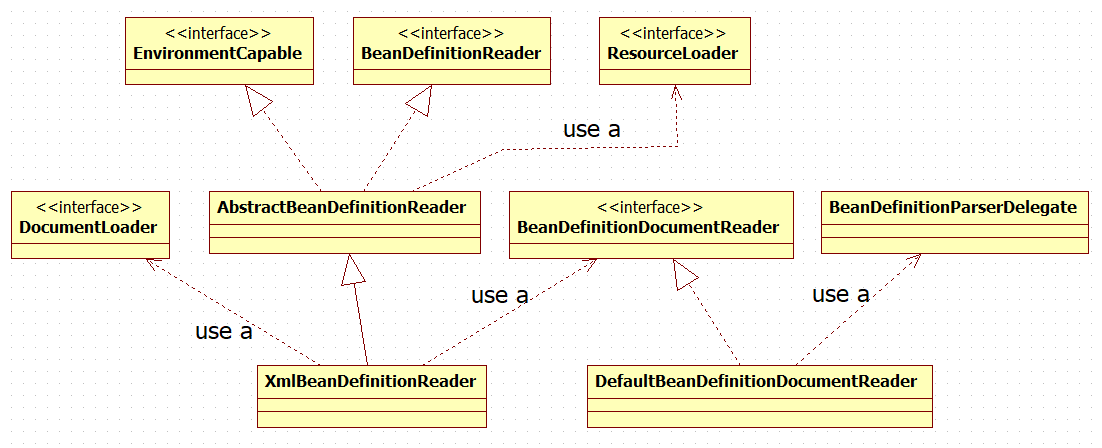 <<interface>>
EnvironmentCapable
<<interface>>
BeanDefinitionReader
<<interface>>
ResourceLoader
use a
<<interface>>
DocumentLoader
AbstractBeanDefinitionReader
<<interface>>
BeanDefinitionDocumentReader
BeanDefinitionParserDelegate
use a
use a
use a
XmlBeanDefinitionReader
DefaultBeanDefinitionDocumentReader